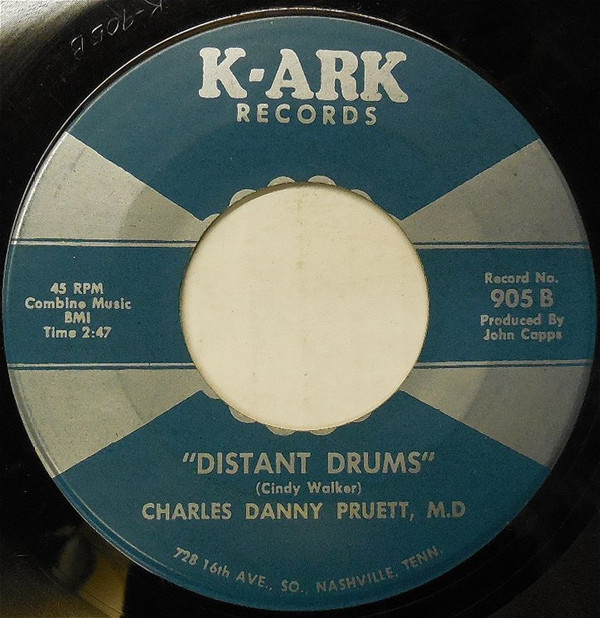 K-905 B
K-ARK
RECORDS
45 RPM
Combine Music
BMI
Time 2:47
Record No.
905 B
Produced By
John Capps
"DISTANT DRUMS"
(Cindy Walker)
CHARLES DANNY PRUETT, M.D
728 16th AVE., SO., NASHVILLE, TENN.